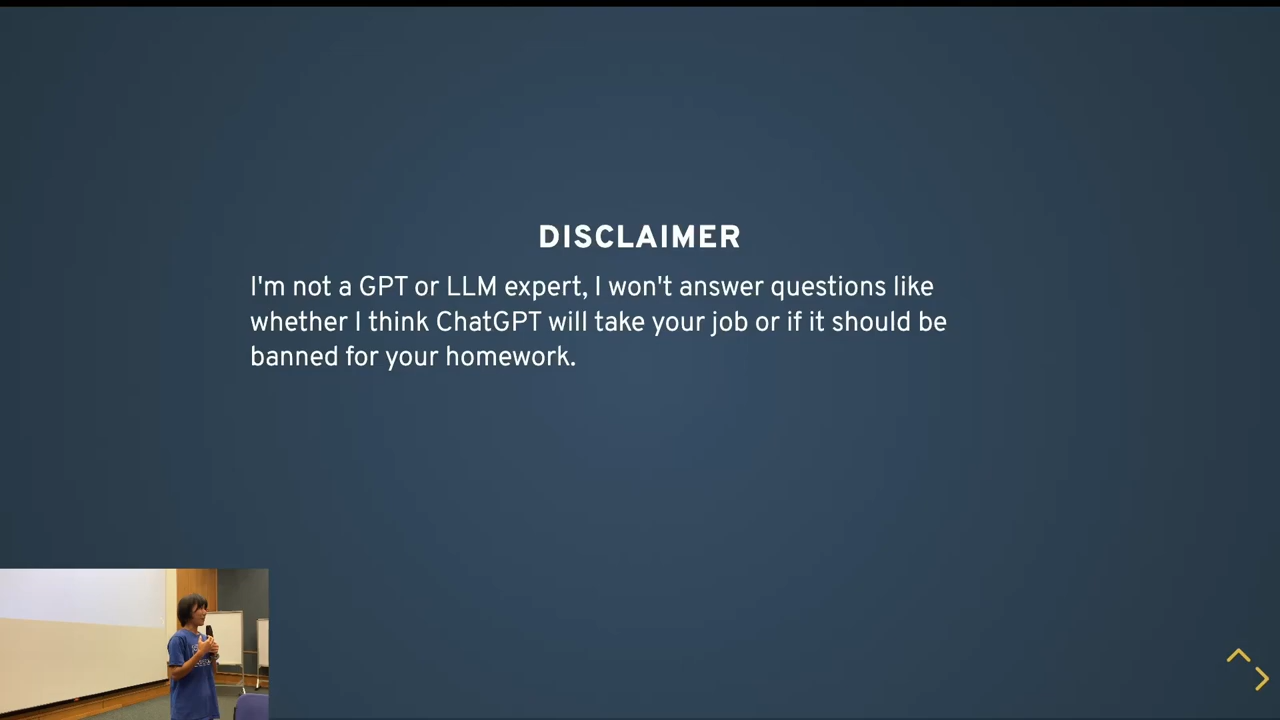 DISCLAIMER
I'm not a GPT or LLM expert, I won't answer questions like
whether I think ChatGPT will take your job or if it should be
banned for your homework.